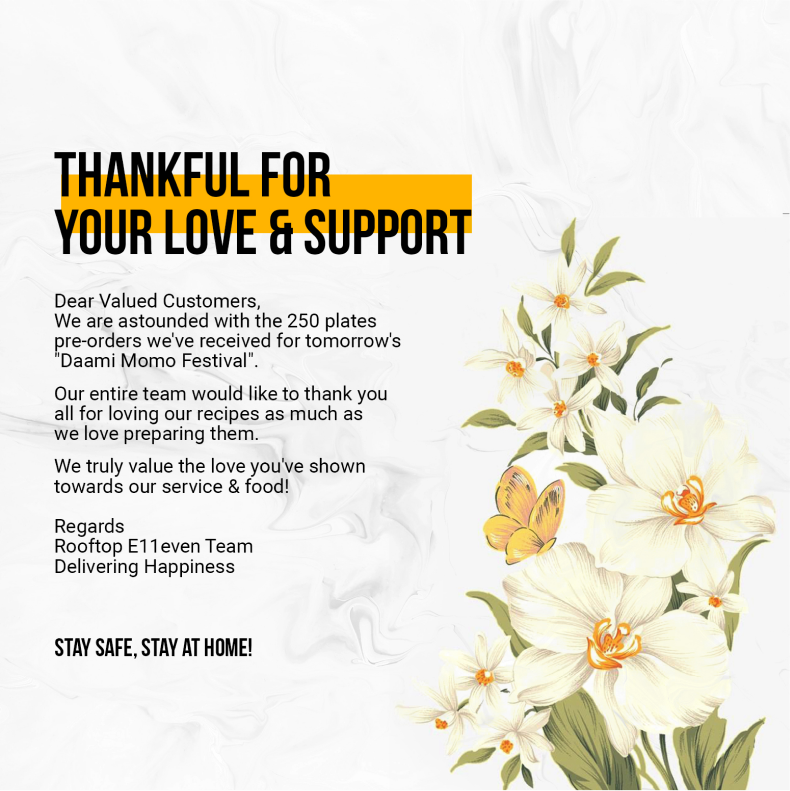 THANKFUL FOR
YOUR LOVE & SUPPORT
Dear Valued Customers,
We are astounded with the 250 plates
pre-orders we've received for tomorrow's
"Daami Momo Festival".
Our entire team would like to thank you
all for loving our recipes as much as
we love preparing them.
We truly value the love you've shown
towards our service & food!
Regards
Rooftop E11even Team
Delivering Happiness
STAY SAFE, STAY AT HOME!